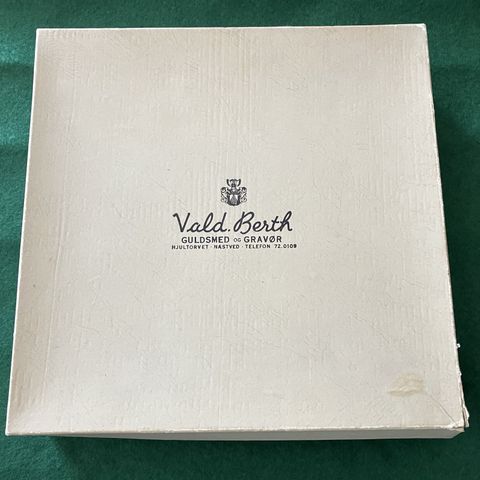 Vald. Berth
GULDSMED OG GRAVØR
HJULTORVET · NÆSTVED · TELEFON 72.0109